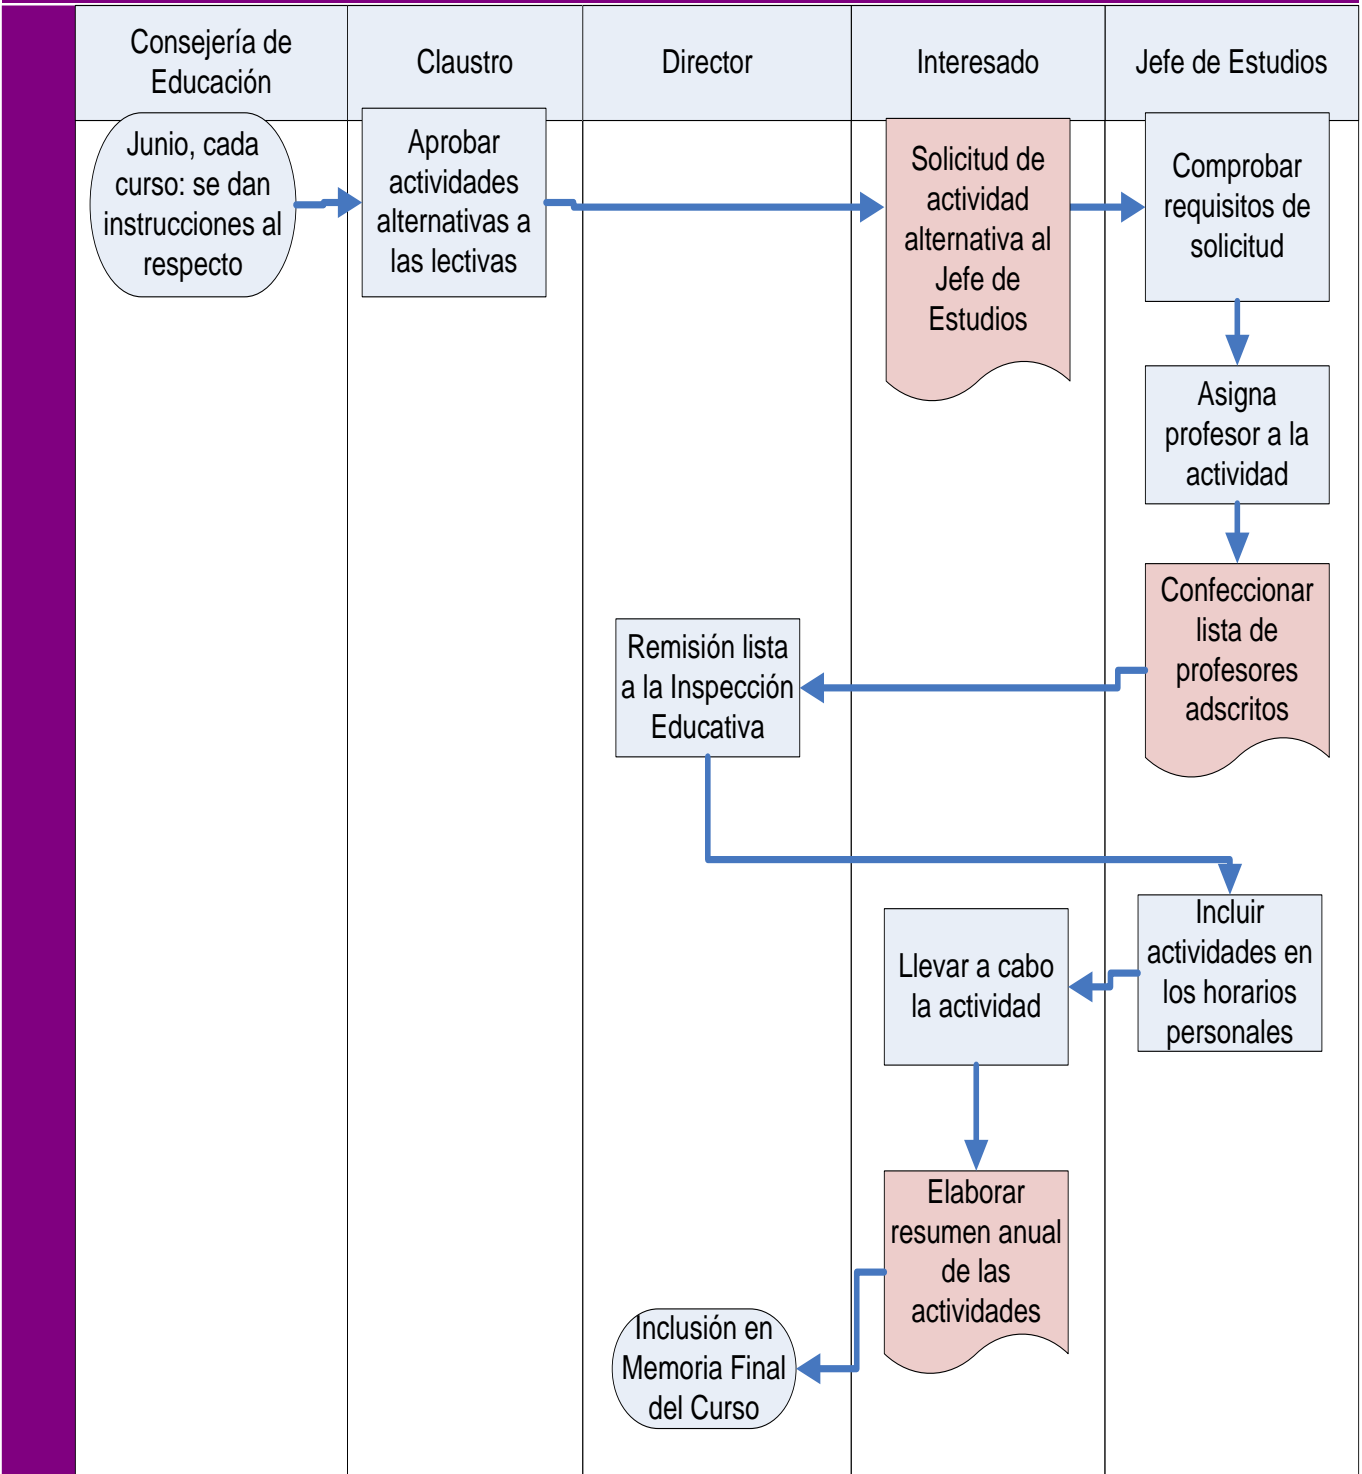 Consejería de
Educación
Claustro
Director
Interesado
Jefe de Estudios
Junio, cada
curso: se dan
instrucciones al
respecto
Aprobar
actividades
alternativas a
las lectivas
Solicitud de
actividad
alternativa al
Jefe de
Estudios
Comprobar
requisitos de
solicitud
Asigna
profesor a la
actividad
Confeccionar
lista de
profesores
adscritos
Remisión lista
a la Inspección
Educativa
Incluir
actividades en
los horarios
personales
Llevar a cabo
la actividad
Elaborar
resumen anual
de las
actividades
Inclusión en
Memoria Final
del Curso